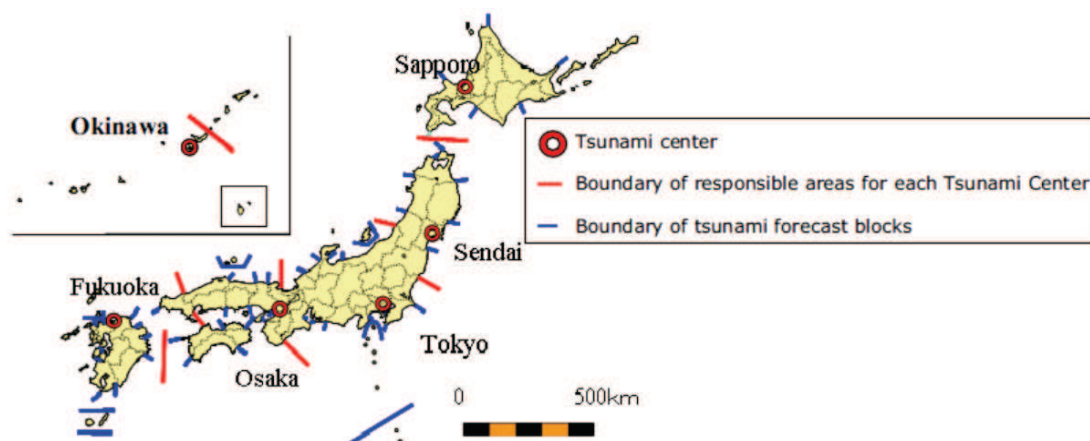 Sapporo
Okinawa
Tsunami center
Boundary of responsible areas for each Tsunami Center
Boundary of tsunami forecast blocks
Sendai
Fukuoka
Tokyo
Osaka
0 500km